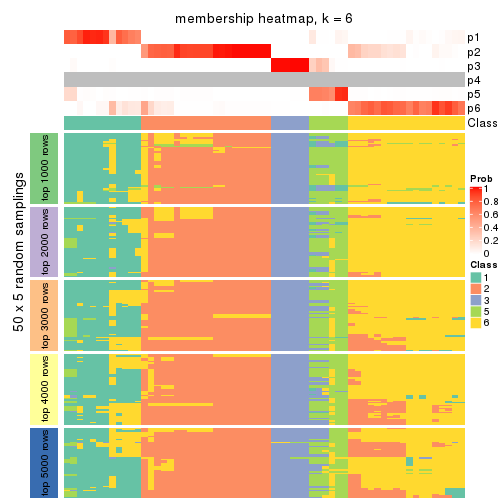 membership heatmap, k = 6
p1
p2
p3
p4
p5
p6
Class
50 x 5 random samplings
top 1000 rows
top 2000 rows
top 3000 rows
top 4000 rows
top 5000 rows
Prob
1
0.8
0.6
0.4
0.2
0
Class
1
2
3
5
6